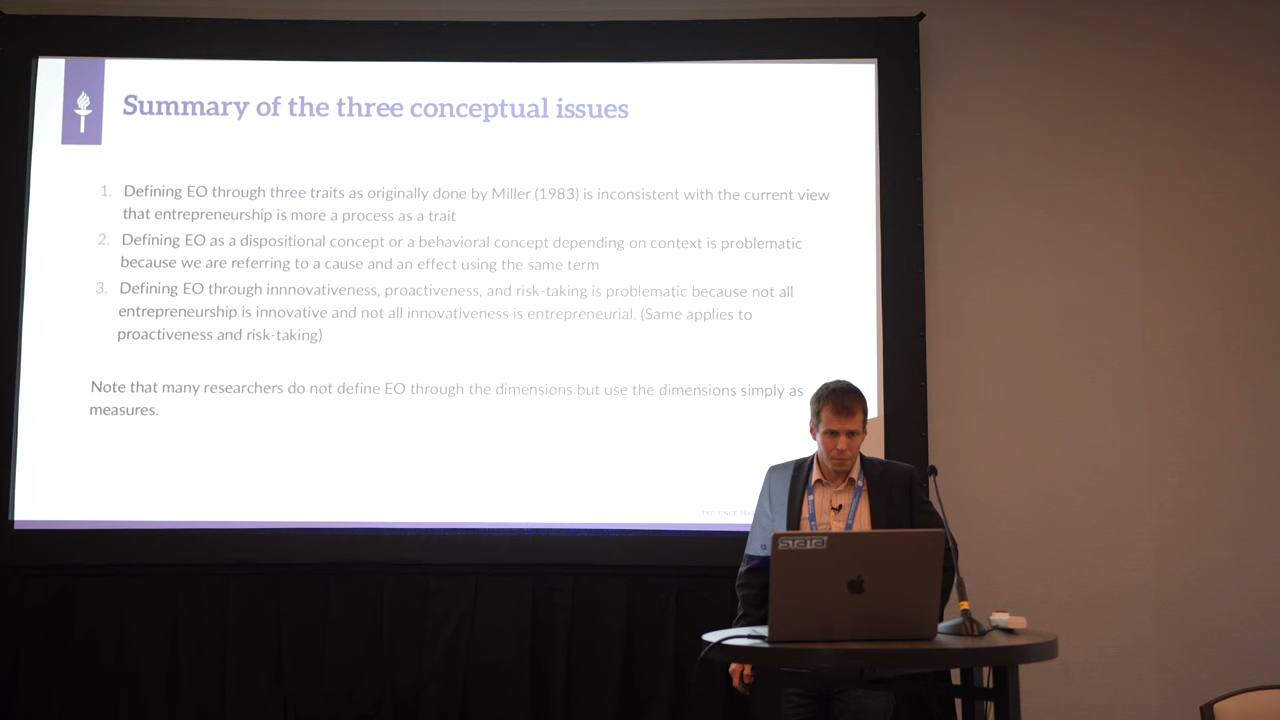 Summary of the three conceptual issues
1. Defining EO through three traits as originally done by Miller (1983) is inconsistent with the current view
that entrepreneurship is more a process as a trait
2. Defining EO as a dispositional concept or a behavioral concept depending on context is problematic
because we are referring to a cause and an effect using the same term
3. Defining EO through innnovativeness, proactiveness, and risk-taking is problematic because not all
entrepreneurship is innovative and not all innovativeness is entrepreneurial. (Same applies to
proactiveness and risk-taking)
Note that many researchers do not define EO through the dimensions but use the dimensions simply as
measures.
JYU SINCE
12
STATA